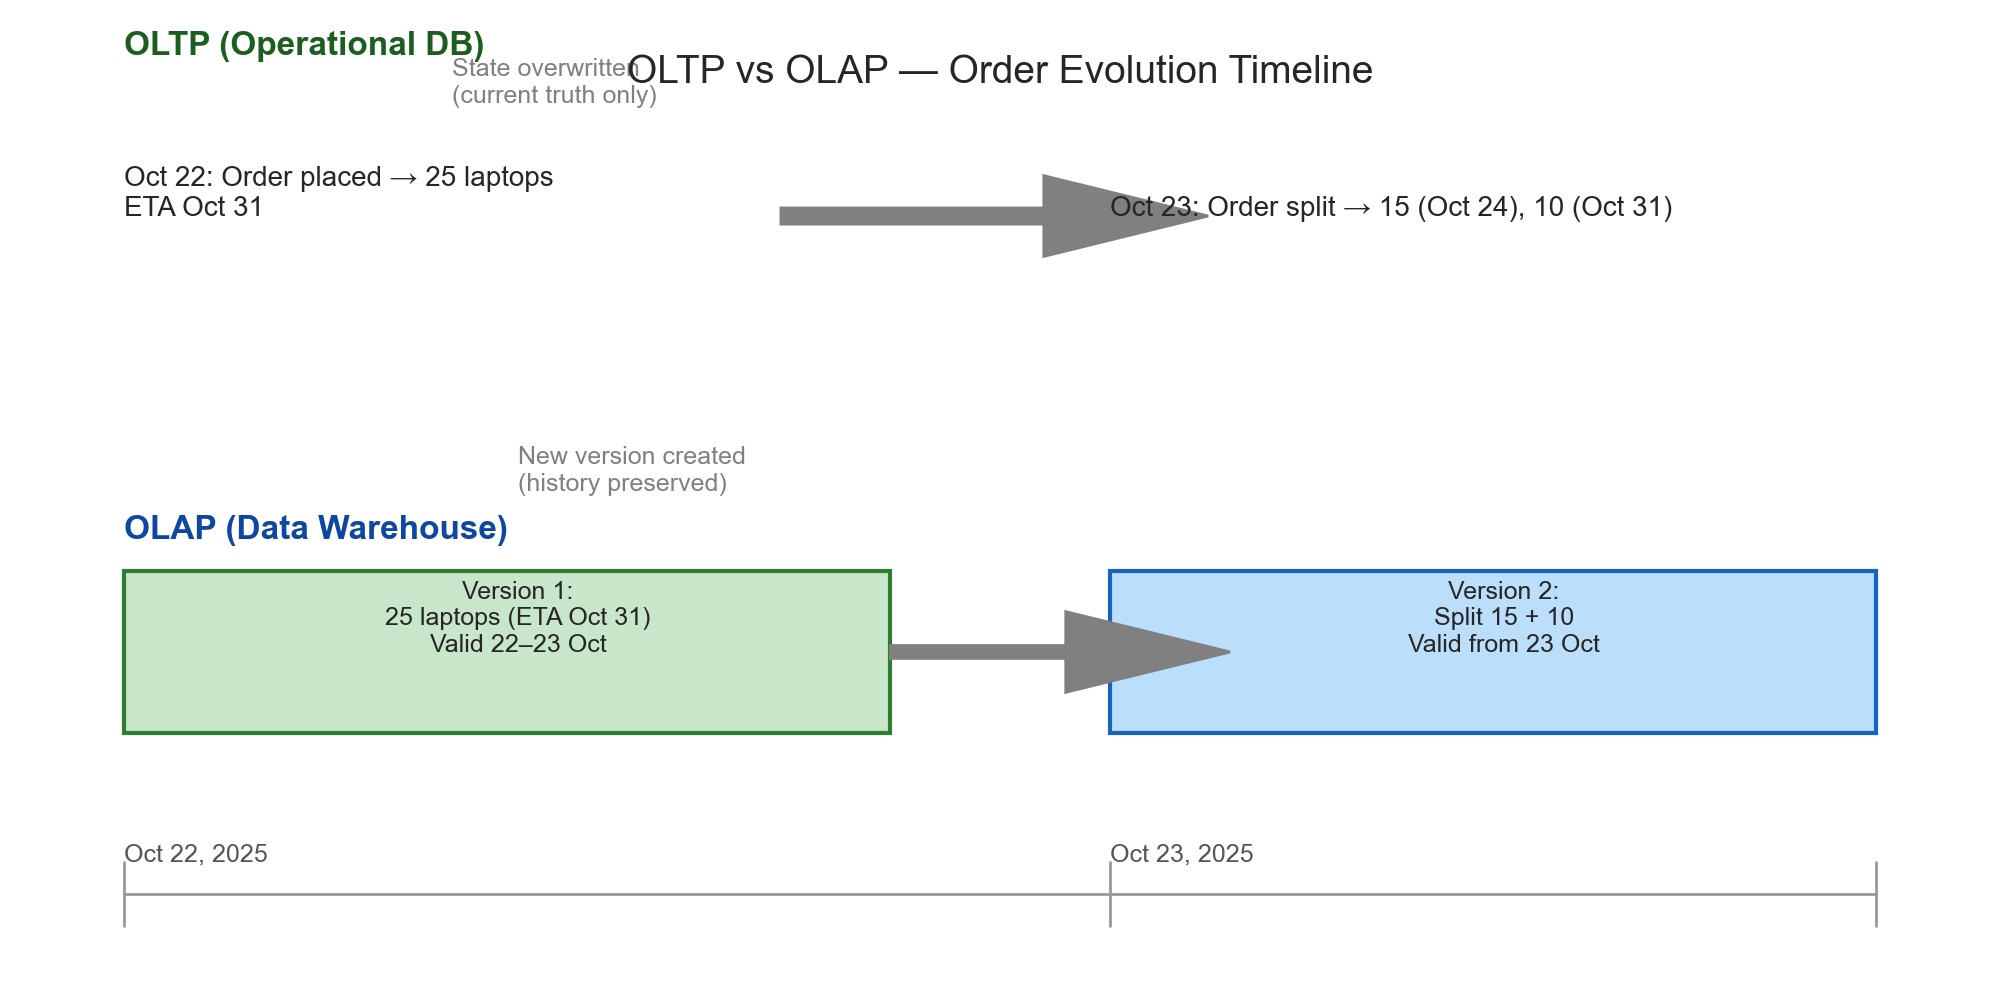 OLTP (Operational DB)
State overwritten
(current truth only)
OLTP vs OLAP — Order Evolution Timeline
Oct 22: Order placed → 25 laptops
ETA Oct 31
Oct 23: Order split → 15 (Oct 24), 10 (Oct 31)
New version created
(history preserved)
OLAP (Data Warehouse)
Version 1:
25 laptops (ETA Oct 31)
Valid 22–23 Oct
Version 2:
Split 15 + 10
Valid from 23 Oct
Oct 22, 2025
Oct 23, 2025